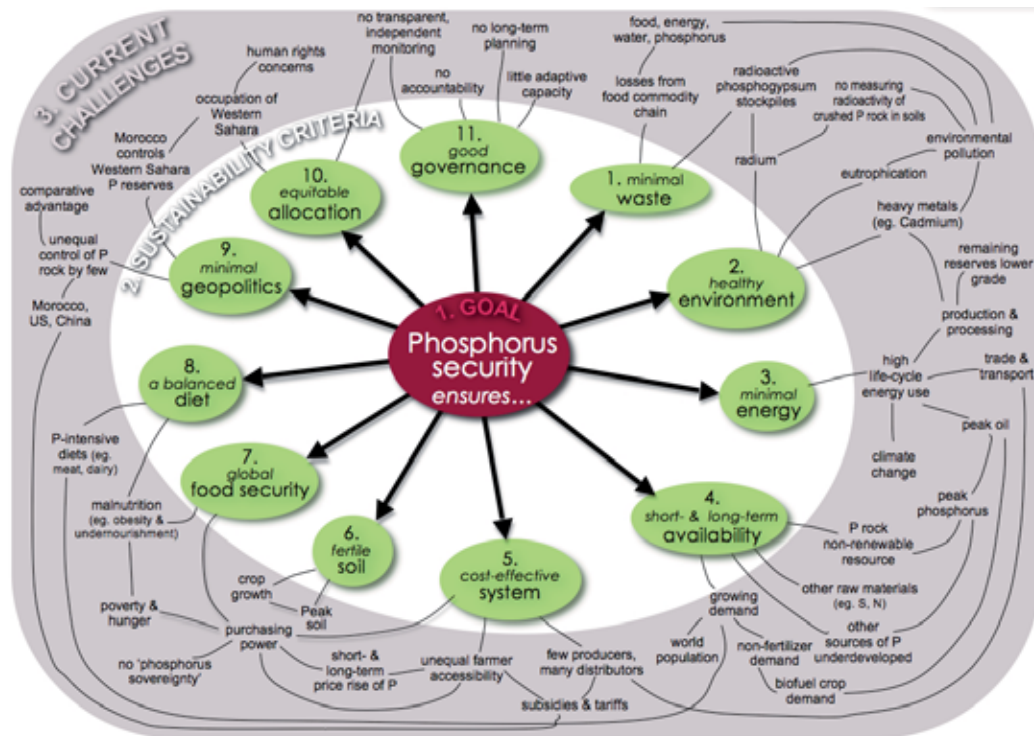 3. CURRENT
CHALLENGES
2. SUSTAINABILITY CRITERIA
1. GOAL
Phosphorus
security
ensures...
1. minimal
waste
2.
healthy
environment
3.
minimal
energy
4.
short- & long-term
availability
5.
cost-effective
system
6.
fertile
soil
7.
global
food security
8.
a balanced
diet
9.
minimal
geopolitics
10.
equitable
allocation
11.
good
governance
no transparent,
independent
monitoring
no long-term
planning
no
accountability
little adaptive
capacity
food, energy,
water, phosphorus
losses from
food commodity
chain
radioactive
phosphogypsum
stockpiles
no measuring
radioactivity of
crushed P rock in soils
radium
environmental
pollution
eutrophication
heavy metals
(eg. Cadmium)
remaining
reserves lower
grade
production &
processing
high
life-cycle
energy use
trade &
transport
peak oil
climate
change
peak
phosphorus
P rock
non-renewable
resource
other raw materials
(eg. S, N)
other
sources of P
underdeveloped
growing
demand
world
population
non-fertilizer
demand
biofuel crop
demand
few producers,
many distributors
subsidies & tariffs
unequal farmer
accessibility
short- &
long-term
price rise of P
purchasing
power
no 'phosphorus
sovereignty'
crop
growth
Peak
soil
poverty &
hunger
malnutrition
(eg. obesity &
undernourishment)
P-intensive
diets (eg.
meat, dairy)
Morocco,
US, China
unequal
control of P
rock by few
comparative
advantage
Morocco
controls
Western Sahara
P reserves
occupation of
Western
Sahara
human rights
concerns